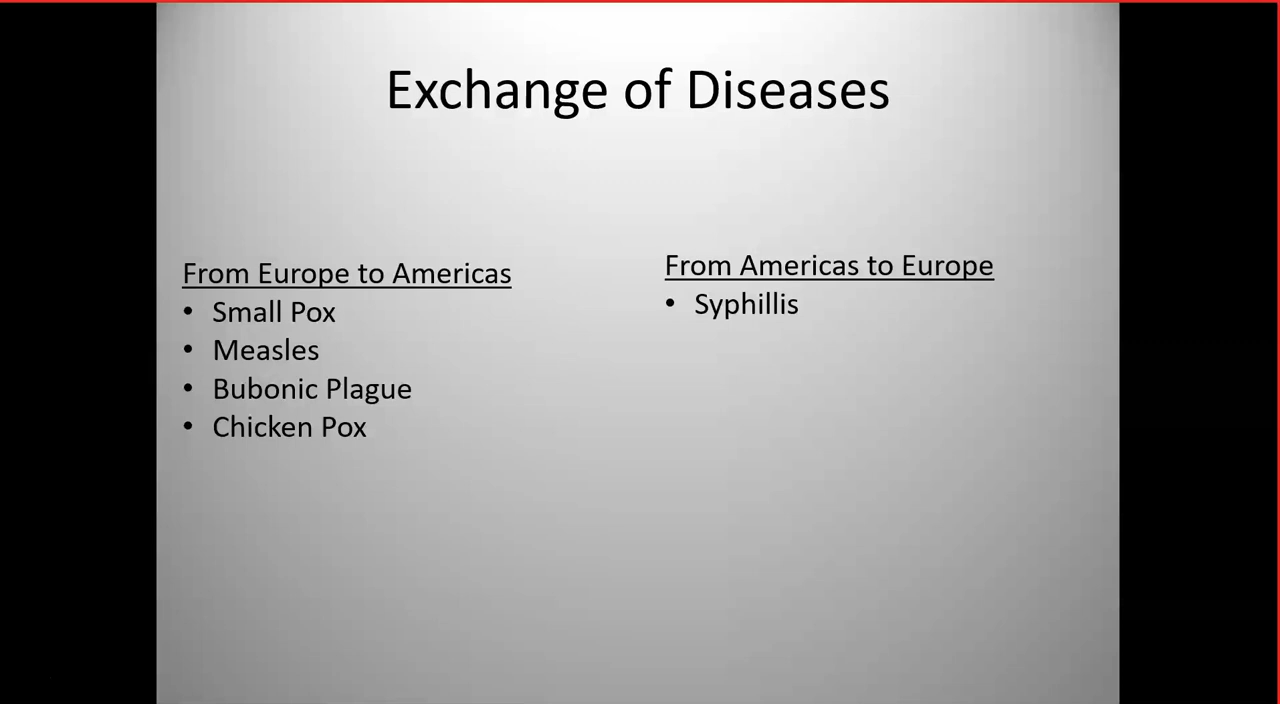 Exchange of Diseases
From Europe to Americas
• Small Pox
• Measles
• Bubonic Plague
• Chicken Pox
From Americas to Europe
• Syphillis